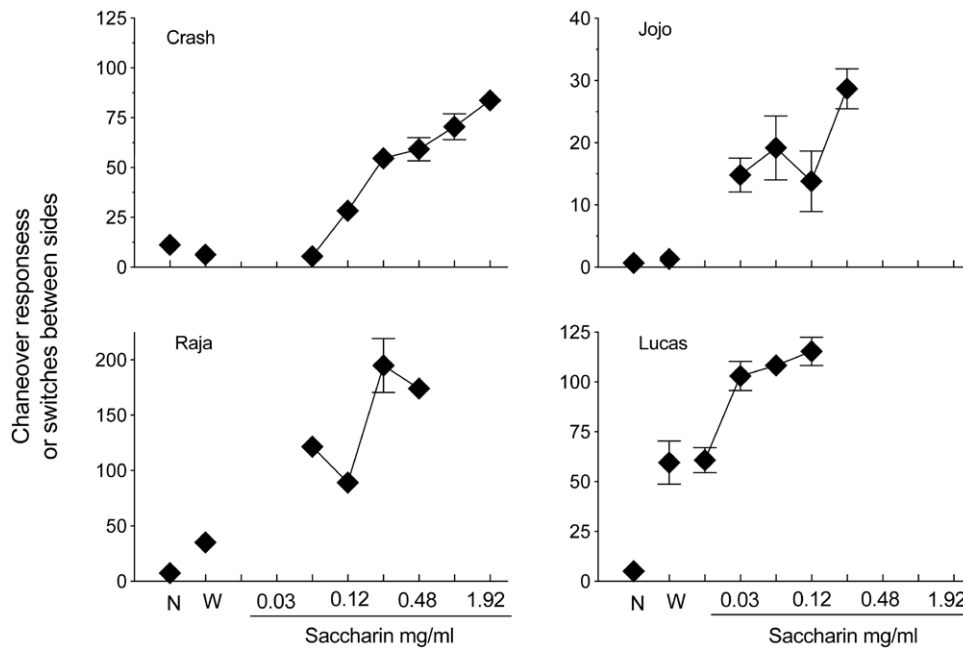 Crash
125
100
75
50
25
0
Jojo
40
30
20
10
0
Chaneover responsess
or switches between sides
Raja
200
150
100
50
0
N W 0.03 0.12 0.48 1.92
Saccharin mg/ml
Lucas
125
100
75
50
25
0
N W 0.03 0.12 0.48 1.92
Saccharin mg/ml